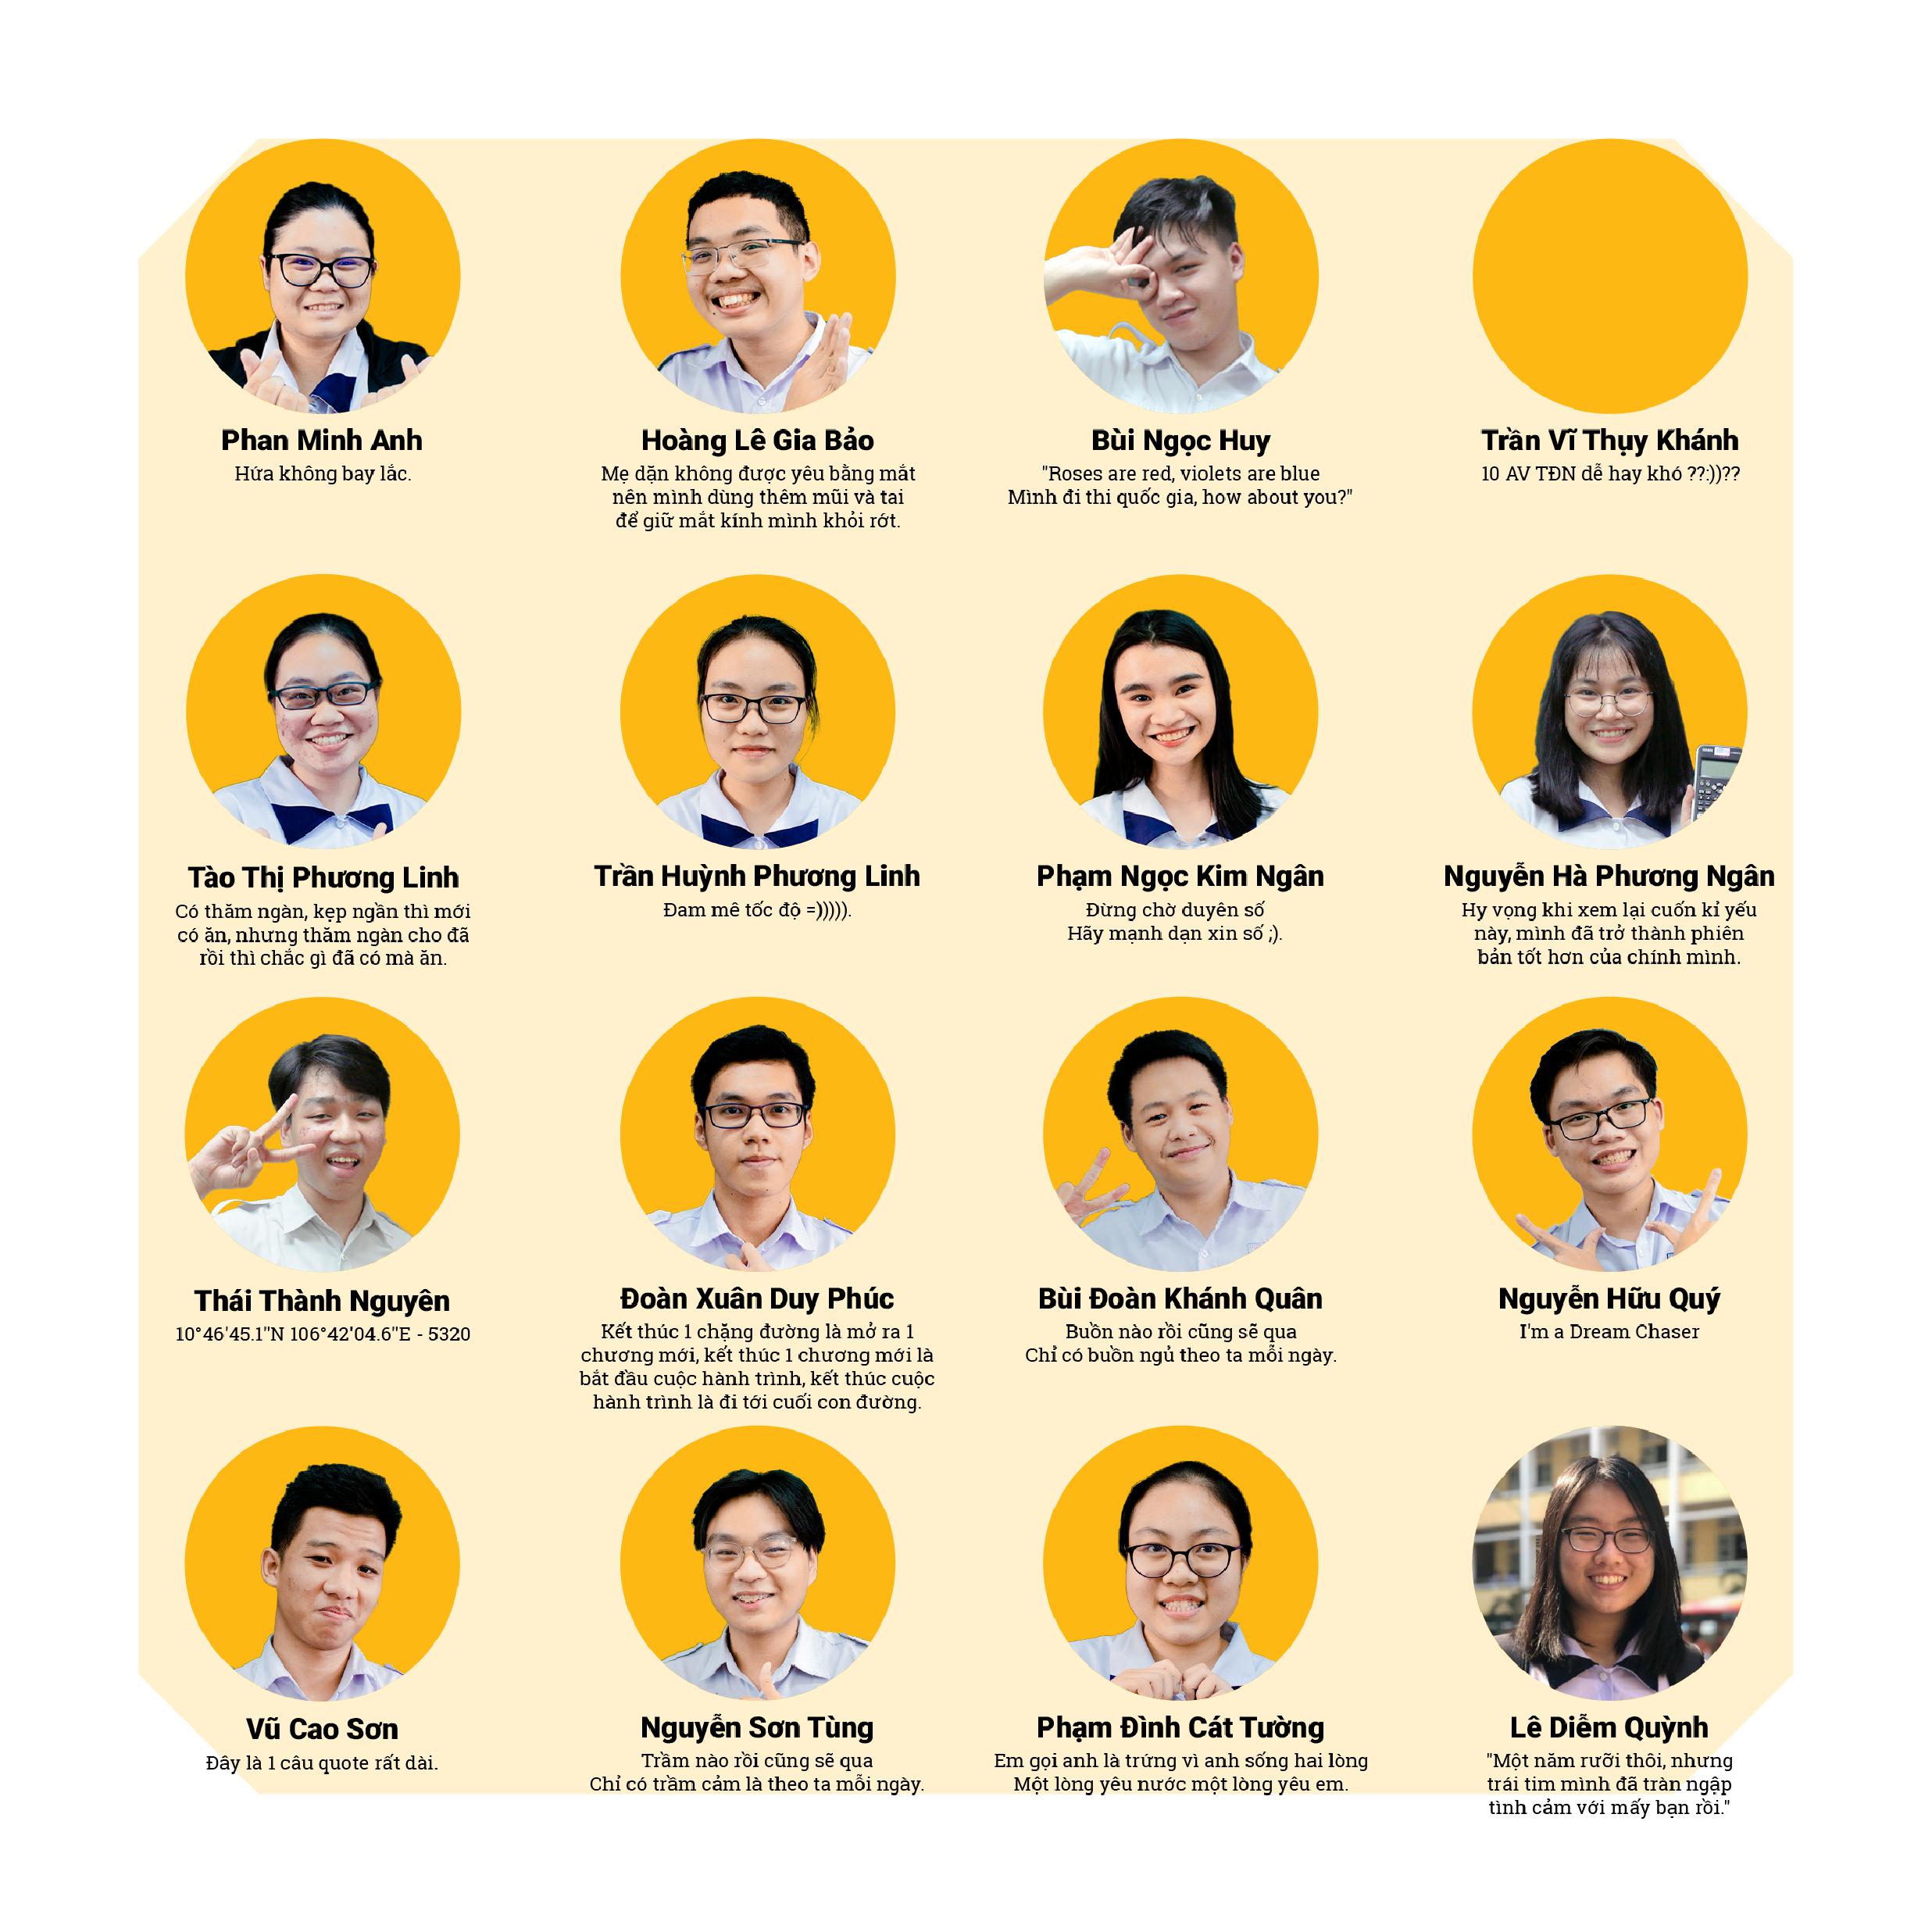 Phan Minh Anh
Hứa không bay lắc.
Hoàng Lê Gia Bảo
Mẹ dặn không được yêu bằng mắt
nên mình dùng thêm mũi và tai
để giữ mắt kính mình khỏi rớt.
Bùi Ngọc Huy
"Roses are red, violets are blue
Mình đi thi quốc gia, how about you?"
Trần Vĩ Thụy Khánh
10 AV TĐN dễ hay khó ??:))??
Tào Thị Phương Linh
Có thăm ngàn, kẹp ngần thì mới
có ăn, nhưng thăm ngàn cho đã
rồi thì chắc gì đã có mà ăn.
Trần Huỳnh Phương Linh
Đam mê tốc độ =))))).
Phạm Ngọc Kim Ngân
Đừng chờ duyên số
Hãy mạnh dạn xin số ;).
Nguyễn Hà Phương Ngân
Hy vọng khi xem lại cuốn kỉ yếu
này, mình đã trở thành phiên
bản tốt hơn của chính mình.
Thái Thành Nguyên
10°46'45.1"N 106°42'04.6"E - 5320
Đoàn Xuân Duy Phúc
Kết thúc 1 chặng đường là mở ra 1
chương mới, kết thúc 1 chương mới là
bắt đầu cuộc hành trình, kết thúc cuộc
hành trình là đi tới cuối con đường.
Bùi Đoàn Khánh Quân
Buồn nào rồi cũng sẽ qua
Chỉ có buồn ngủ theo ta mỗi ngày.
Nguyễn Hữu Quý
I'm a Dream Chaser
Vũ Cao Sơn
Đây là 1 câu quote rất dài.
Nguyễn Sơn Tùng
Trầm nào rồi cũng sẽ qua
Chỉ có trầm cảm là theo ta mỗi ngày.
Phạm Đình Cát Tường
Em gọi anh là trứng vì anh sống hai lòng
Một lòng yêu nước một lòng yêu em.
Lê Diễm Quỳnh
"Một năm rưỡi thôi, nhưng
trái tim mình đã tràn ngập
tình cảm với mấy bạn rồi."